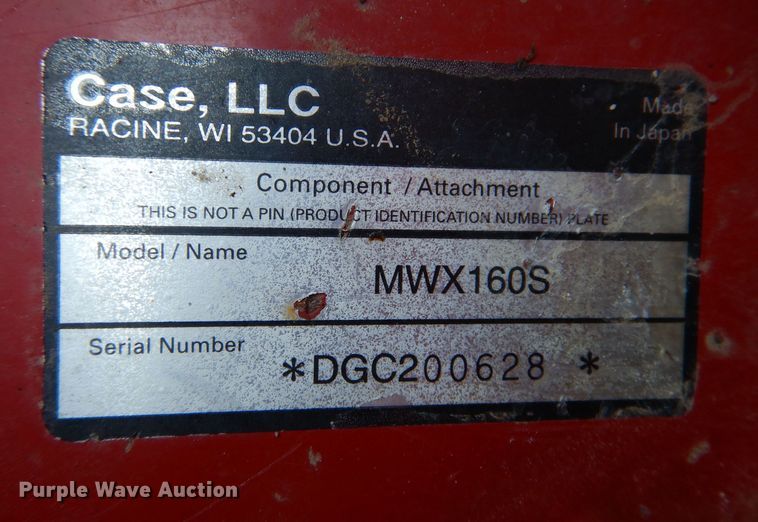 Case, LLC
RACINE, WI 53404 U.S.A.
Made
In Japan
Component / Attachment
THIS IS NOT A PIN (PRODUCT IDENTIFICATION NUMBER) PLATE
Model / Name
MWX160S
Serial Number
*DGC200628 *
Purple Wave Auction